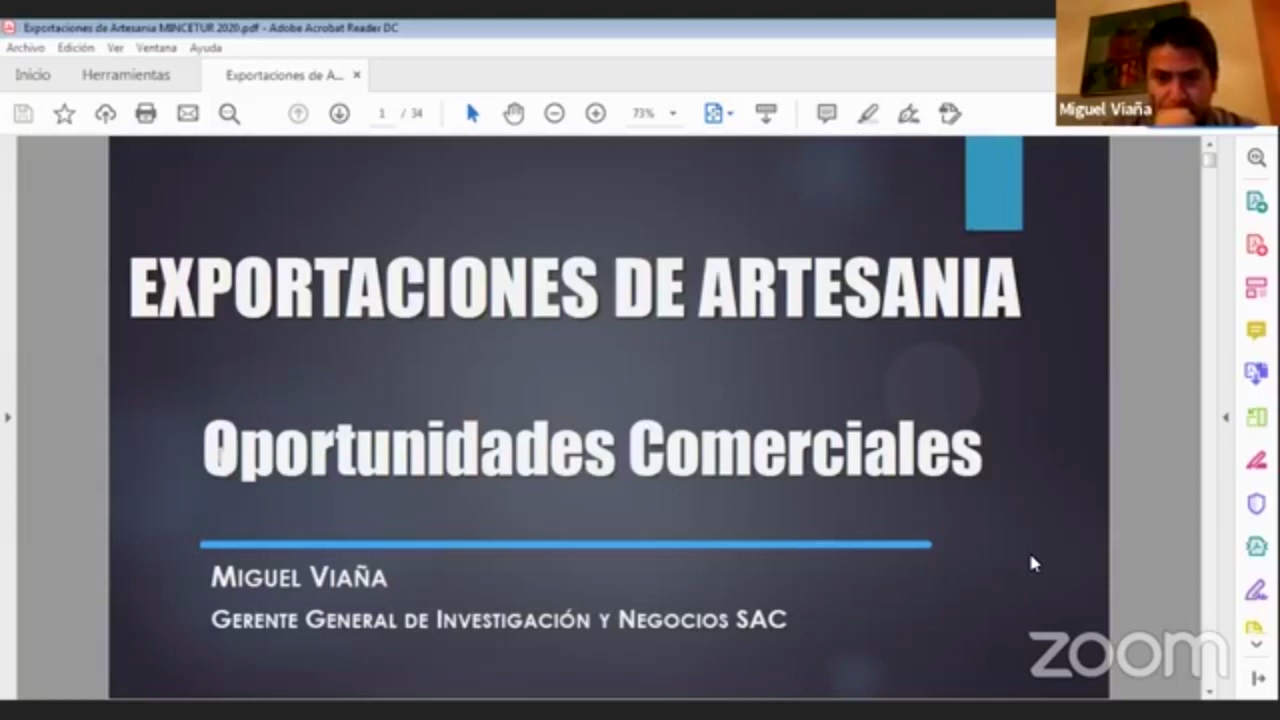 Exportaciones de Artesania MINCETUR 2020.pdf - Adobe Acrobat Reader DC
Archivo Edición Ver Ventana Ayuda
Inicio Herramientas Exportaciones de A... ×
1 / 34 73%
Miguel Viaña
EXPORTACIONES DE ARTESANIA
Oportunidades Comerciales
MIGUEL VIAÑA
GERENTE GENERAL DE INVESTIGACIÓN Y NEGOCIOS SAC
zoom